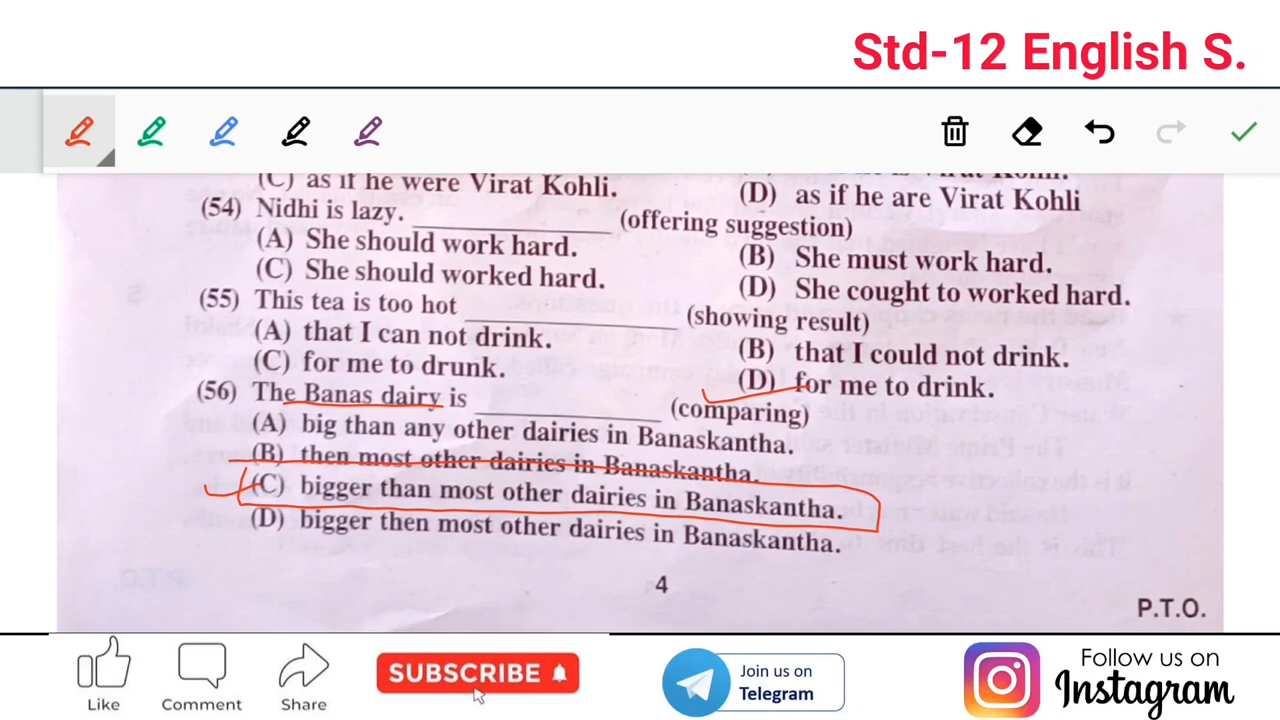 Std-12 English S.
(C) as if he were Virat Kohli.
(D) as if he are Virat Kohli
(54) Nidhi is lazy. ____________ (offering suggestion)
(A) She should work hard.
(B) She must work hard.
(C) She should worked hard.
(D) She cought to worked hard.
(55) This tea is too hot ____________ (showing result)
(A) that I can not drink.
(B) that I could not drink.
(C) for me to drunk.
(D) for me to drink.
(56) The Banas dairy is ____________ (comparing)
(A) big than any other dairies in Banaskantha.
(B) then most other dairies in Banaskantha.
(C) bigger than most other dairies in Banaskantha.
(D) bigger then most other dairies in Banaskantha.
4
P.T.O.
Like
Comment
Share
SUBSCRIBE
Join us on
Telegram
Follow us on
Instagram